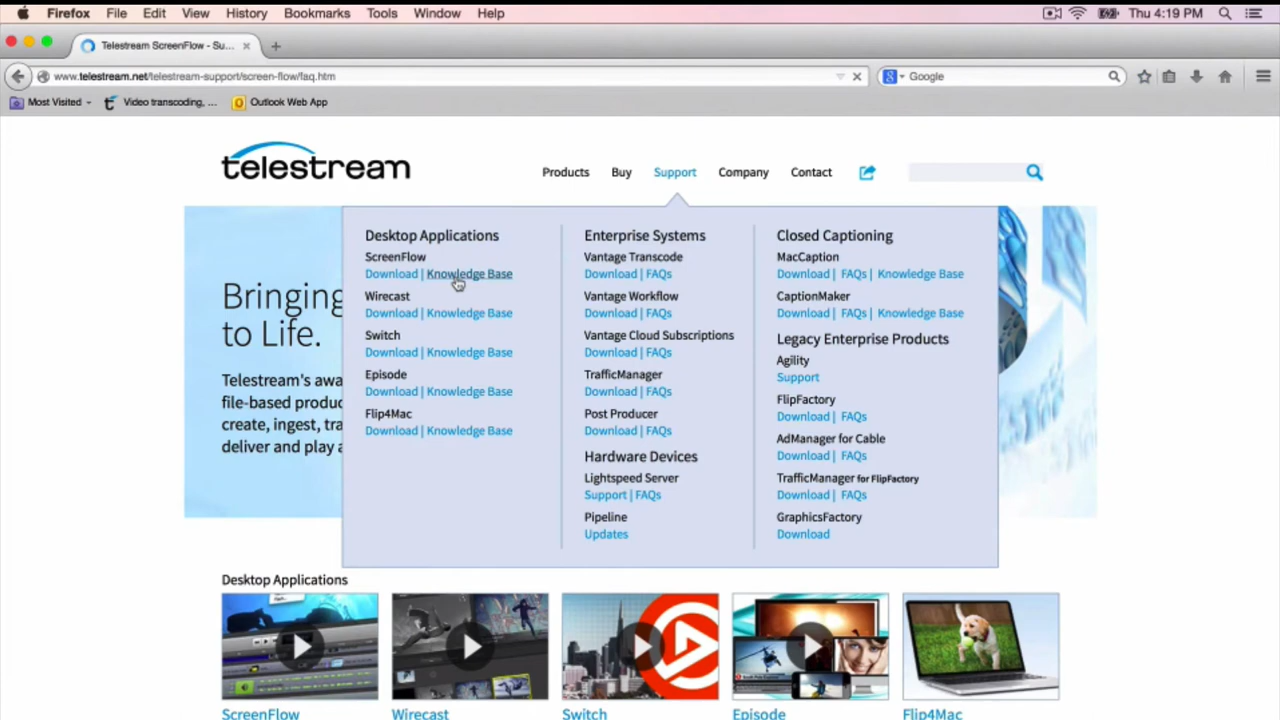 Firefox File Edit View History Bookmarks Tools Window Help Thu 4:19 PM
Telestream ScreenFlow - Su...
www.telestream.net/telestream-support/screen-flow/faq.htm
Google
Most Visited
Video transcoding, ...
Outlook Web App
telestream
Products Buy Support Company Contact
Bringing
to Life.
Telestream's awa
file-based produc
create, ingest, tra
deliver and play a
Desktop Applications
ScreenFlow
Download | Knowledge Base
Wirecast
Download | Knowledge Base
Switch
Download | Knowledge Base
Episode
Download | Knowledge Base
Flip4Mac
Download | Knowledge Base
Enterprise Systems
Vantage Transcode
Download | FAQs
Vantage Workflow
Download | FAQs
Vantage Cloud Subscriptions
Download | FAQs
TrafficManager
Download | FAQs
Post Producer
Download | FAQs
Hardware Devices
Lightspeed Server
Support | FAQs
Pipeline
Updates
Closed Captioning
MacCaption
Download | FAQs | Knowledge Base
CaptionMaker
Download | FAQs | Knowledge Base
Legacy Enterprise Products
Agility
Support
FlipFactory
Download | FAQs
AdManager for Cable
Download | FAQs
TrafficManager for FlipFactory
Download | FAQs
GraphicsFactory
Download
Desktop Applications
ScreenFlow Wirecast Switch Episode Flip4Mac